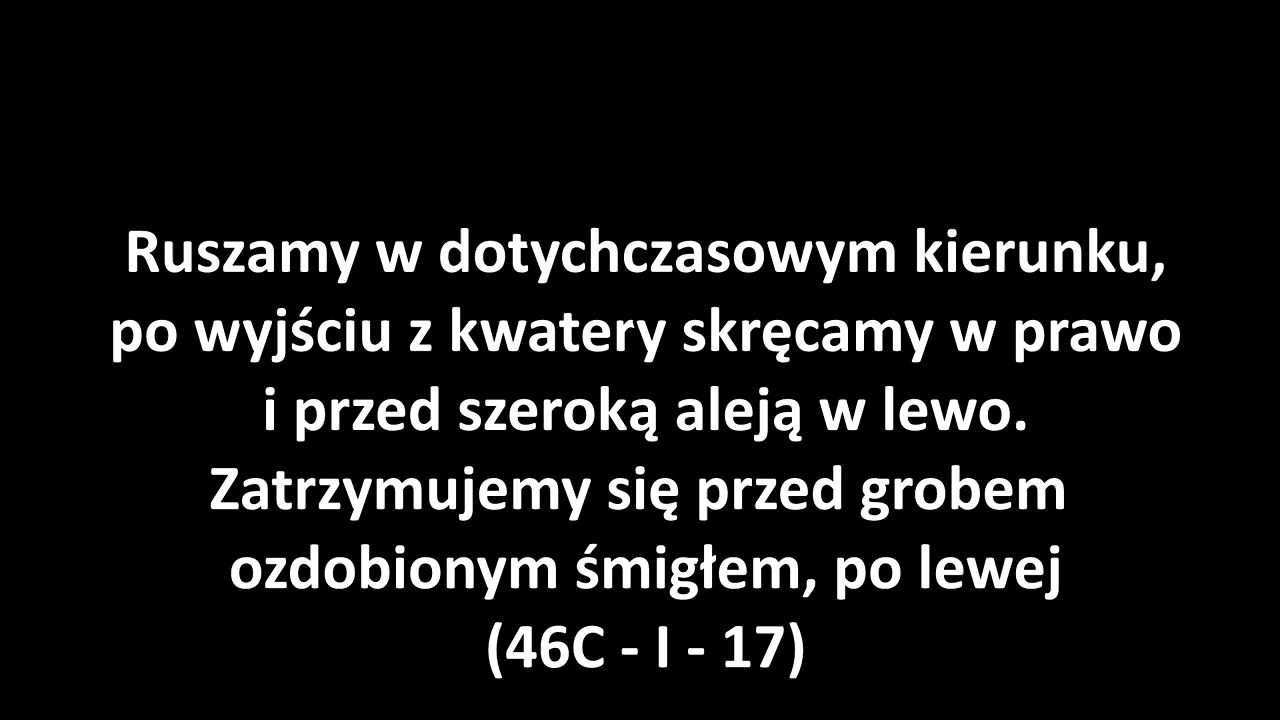 Ruszamy w dotychczasowym kierunku,
po wyjściu z kwatery skręcamy w prawo
i przed szeroką aleją w lewo.
Zatrzymujemy się przed grobem
ozdobionym śmigłem, po lewej
(46C - I - 17)